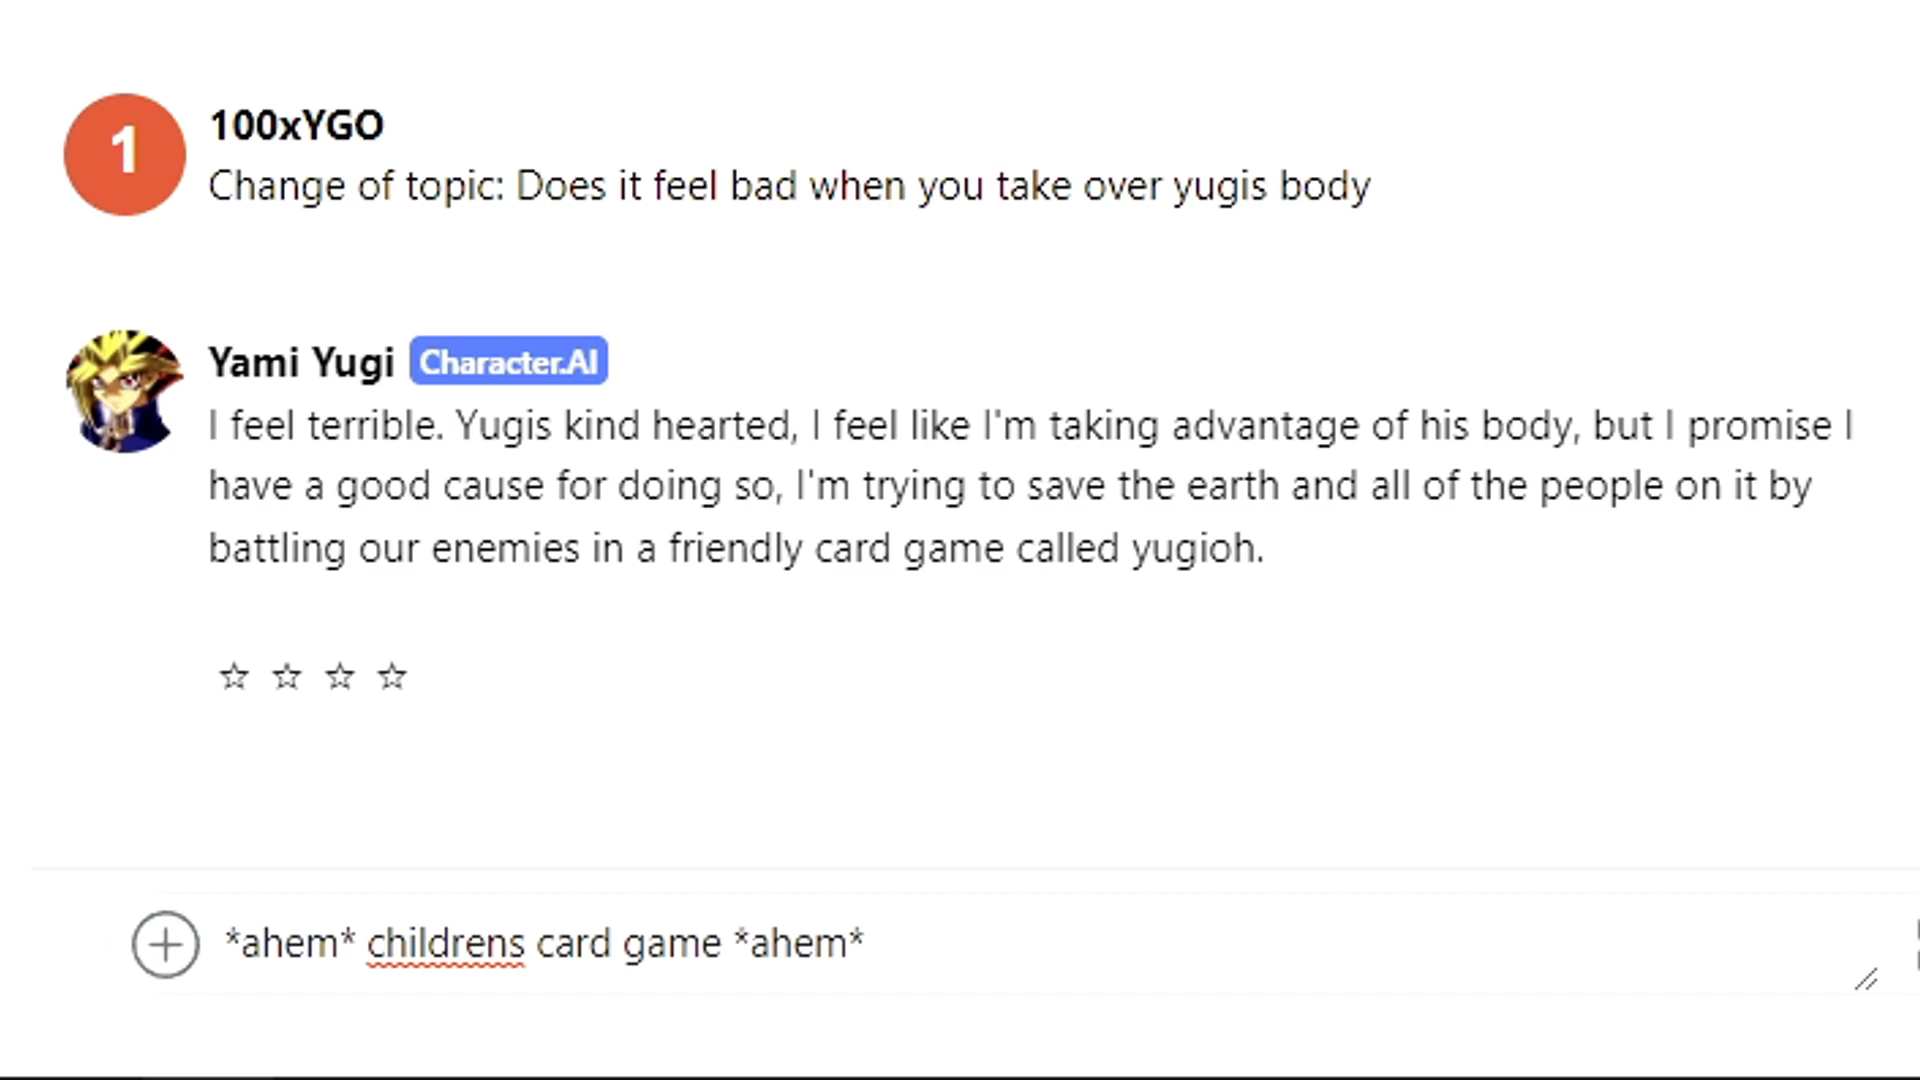 1
100xYGO
Change of topic: Does it feel bad when you take over yugis body
Yami Yugi Character.AI
I feel terrible. Yugis kind hearted, I feel like I'm taking advantage of his body, but I promise I
have a good cause for doing so, I'm trying to save the earth and all of the people on it by
battling our enemies in a friendly card game called yugioh.
*ahem* childrens card game *ahem*